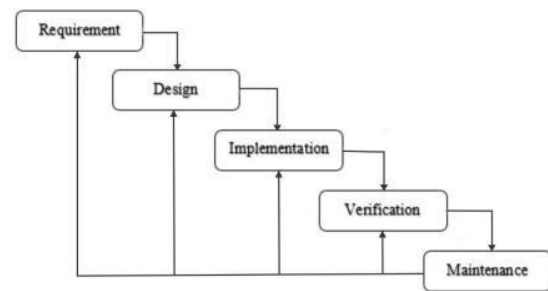 Requirement
Design
Implementation
Verification
Maintenance